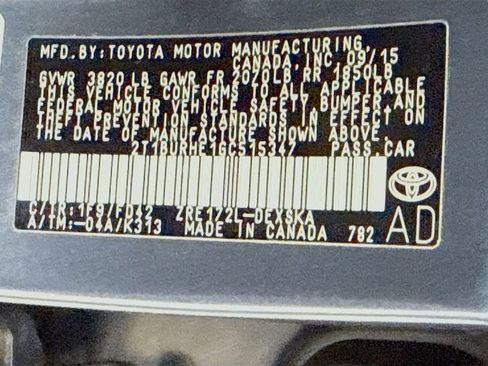 MFD. BY: TOYOTA MOTOR MANUFACTURING,
CANADA, INC. 09/15
GVWR 3820 LB GAWR FR 2020LB RR 1850LB
THIS VEHICLE CONFORMS TO ALL APPLICABLE
FEDERAL MOTOR VEHICLE SAFETY, BUMPER, AND
THEFT PREVENTION STANDARDS IN EFFECT ON
THE DATE OF MANUFACTURE SHOWN ABOVE.
2T1BURHE1GC515347 PASS.CAR
C/TR:1F9/FD22 ZRE172L-DEXSKA
A/TM:-04A/K313 MADE IN CANADA 782
AD